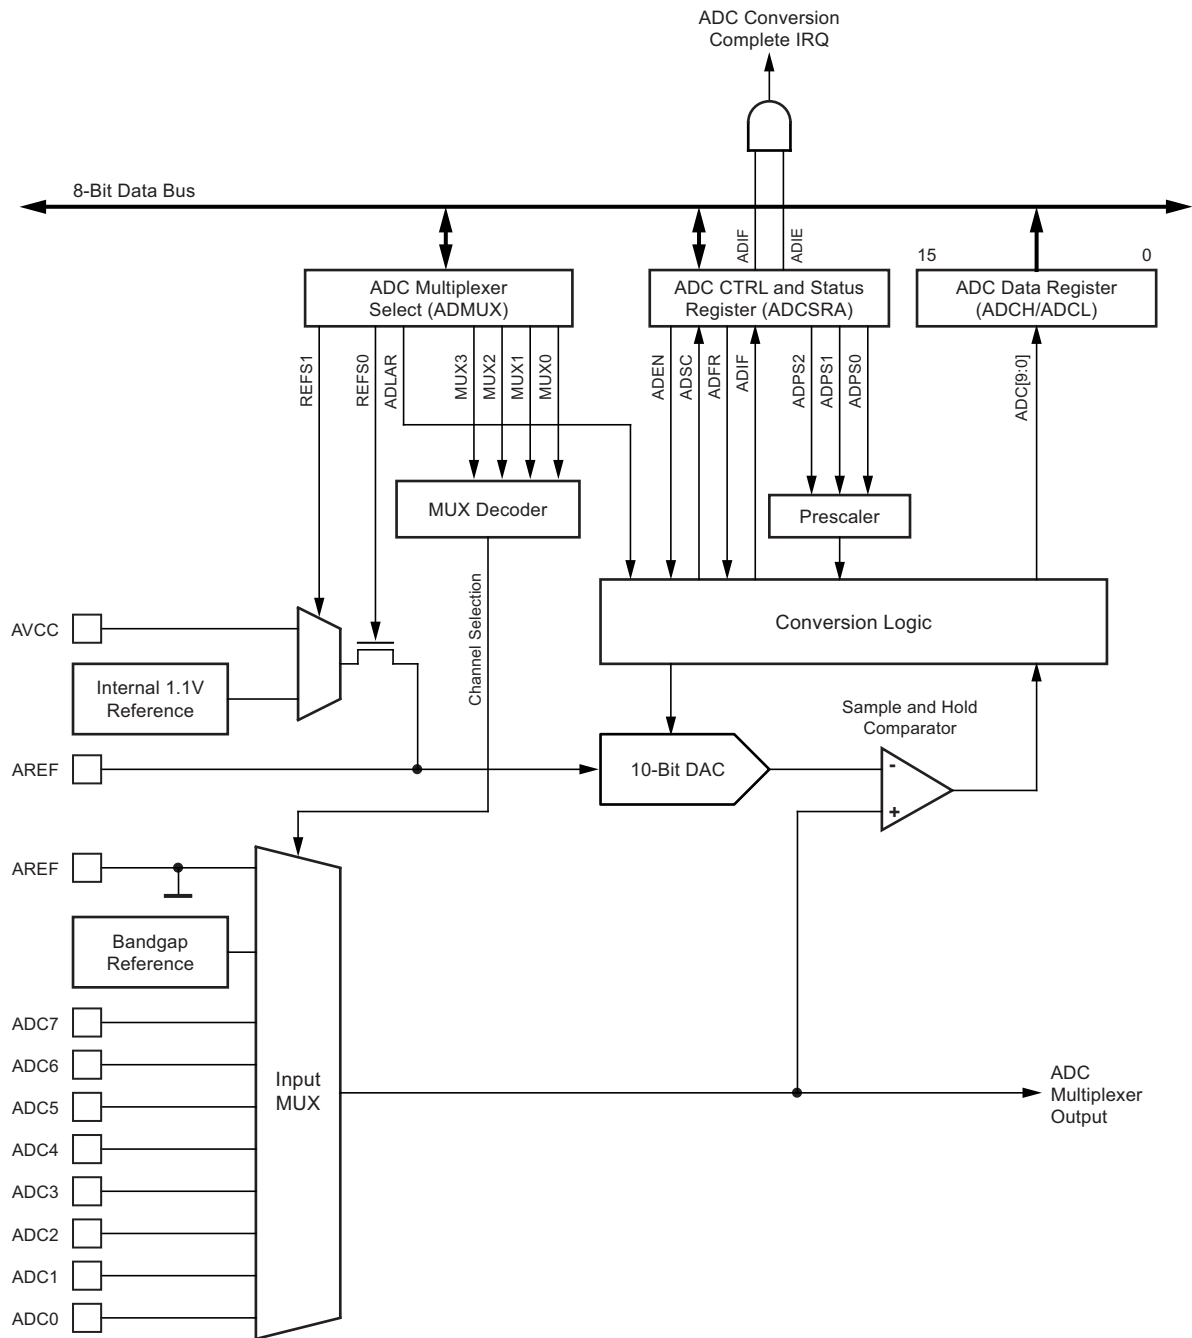 ADC Conversion
Complete IRQ
8-Bit Data Bus
ADIF
ADIE
15
0
ADC Multiplexer
Select (ADMUX)
ADC CTRL and Status
Register (ADCSRA)
ADC Data Register
(ADCH/ADCL)
REFS1
REFS0
ADLAR
MUX3
MUX2
MUX1
MUX0
ADEN
ADSC
ADFR
ADIF
ADPS2
ADPS1
ADPS0
ADC[9:0]
MUX Decoder
Prescaler
Channel Selection
Conversion Logic
AVCC
Internal 1.1V
Reference
Sample and Hold
Comparator
AREF
10-Bit DAC
-
+
AREF
Bandgap
Reference
ADC7
ADC6
ADC5
ADC4
ADC3
ADC2
ADC1
ADC0
Input
MUX
ADC
Multiplexer
Output